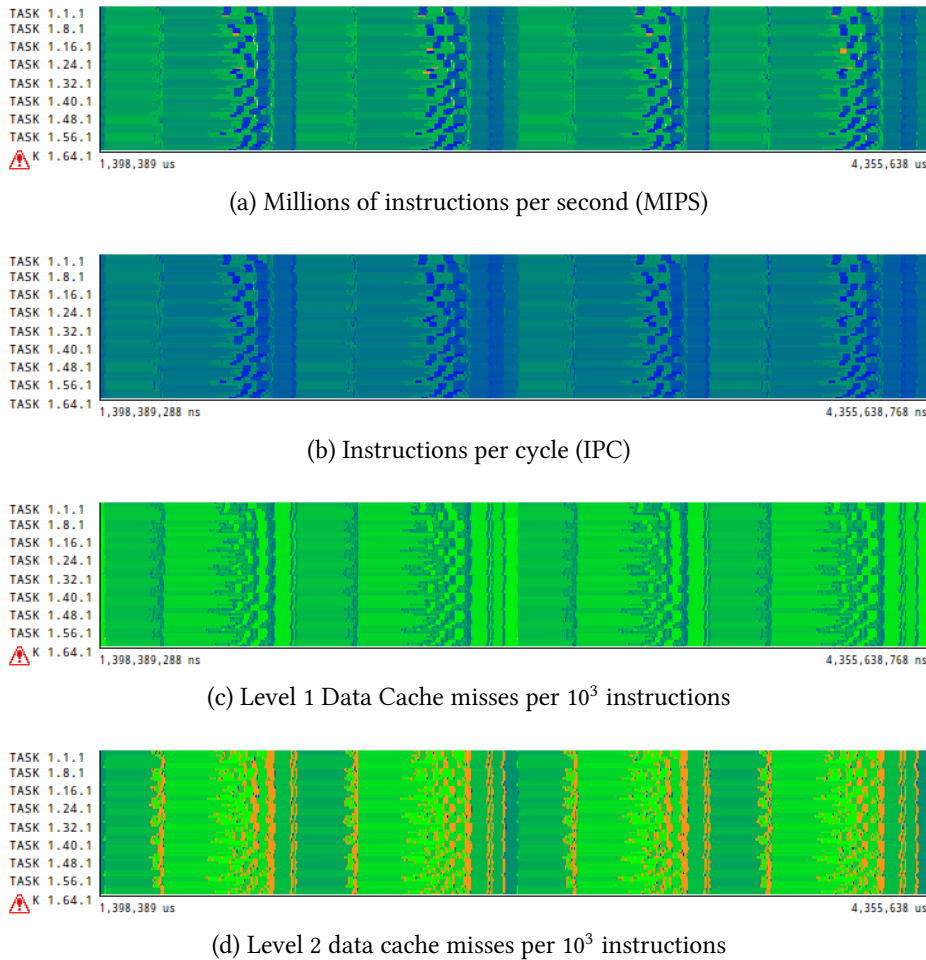 TASK 1.1.1
TASK 1.8.1
TASK 1.16.1
TASK 1.24.1
TASK 1.32.1
TASK 1.40.1
TASK 1.48.1
TASK 1.56.1
K 1.64.1
1,398,389 us 4,355,638 us
(a) Millions of instructions per second (MIPS)
TASK 1.1.1
TASK 1.8.1
TASK 1.16.1
TASK 1.24.1
TASK 1.32.1
TASK 1.40.1
TASK 1.48.1
TASK 1.56.1
TASK 1.64.1
1,398,389,288 ns 4,355,638,768 ns
(b) Instructions per cycle (IPC)
TASK 1.1.1
TASK 1.8.1
TASK 1.16.1
TASK 1.24.1
TASK 1.32.1
TASK 1.40.1
TASK 1.48.1
TASK 1.56.1
K 1.64.1
1,398,389,288 ns 4,355,638,768 ns
(c) Level 1 Data Cache misses per 10³ instructions
TASK 1.1.1
TASK 1.8.1
TASK 1.16.1
TASK 1.24.1
TASK 1.32.1
TASK 1.40.1
TASK 1.48.1
TASK 1.56.1
K 1.64.1
1,398,389 us 4,355,638 us
(d) Level 2 data cache misses per 10³ instructions